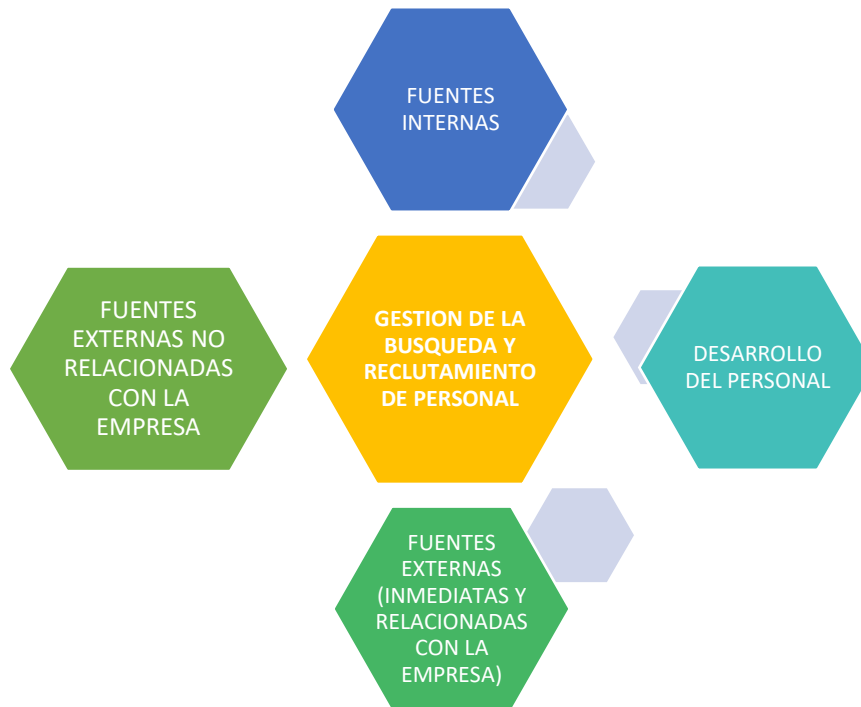 FUENTES
INTERNAS
FUENTES
EXTERNAS NO
RELACIONADAS
CON LA
EMPRESA
GESTION DE LA
BUSQUEDA Y
RECLUTAMIENTO
DE PERSONAL
DESARROLLO
DEL PERSONAL
FUENTES
EXTERNAS
(INMEDIATAS Y
RELACIONADAS
CON LA
EMPRESA)